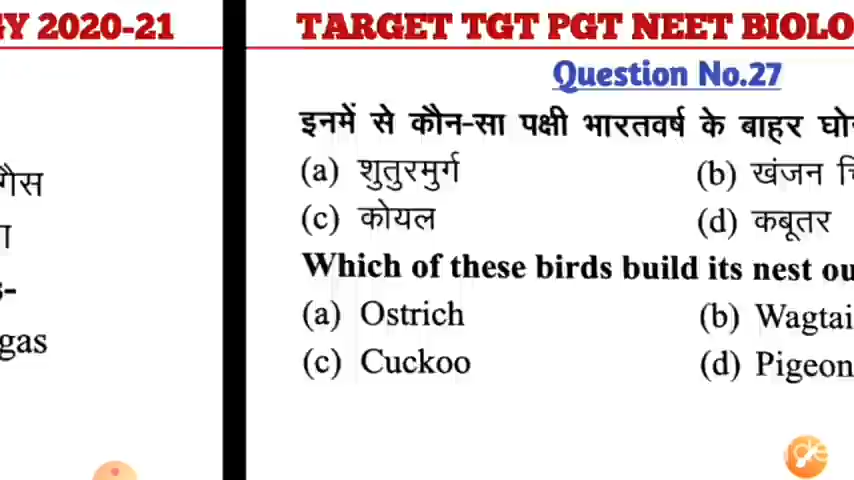 GY 2020-21
गैस
gas
TARGET TGT PGT NEET BIOLO
Question No.27
इनमें से कौन-सा पक्षी भारतवर्ष के बाहर
(a) शुतुरमुर्ग
(b) खंजन
(c) कोयल
(d) कबूतर
Which of these birds build its nest ou
(a) Ostrich
(b) Wagtai
(c) Cuckoo
(d) Pigeon